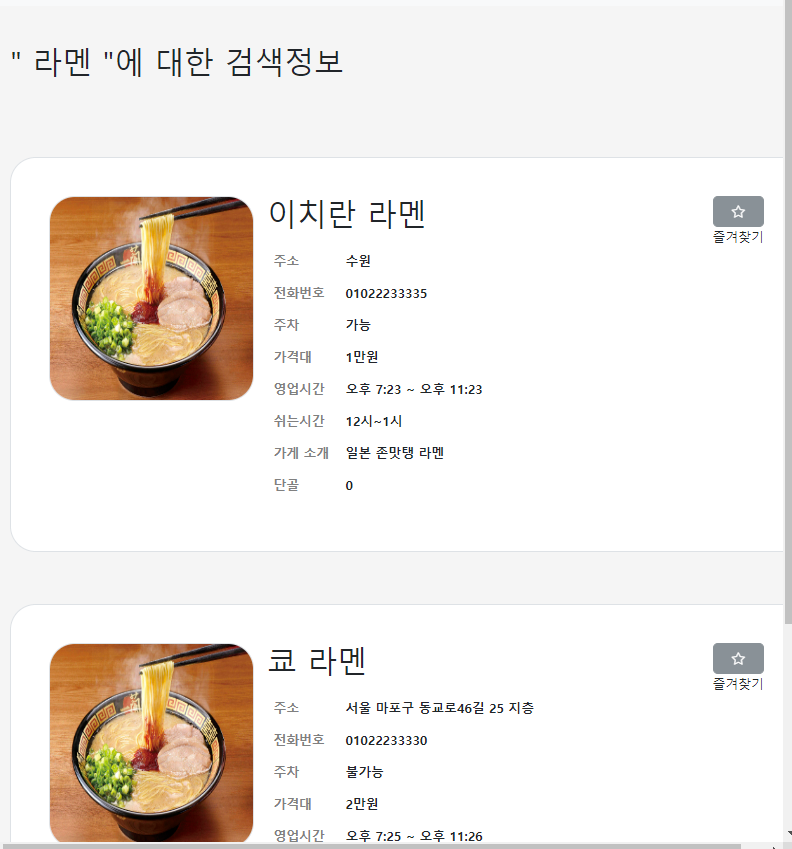 " 라멘 "에 대한 검색정보
이치란 라멘
즐겨찾기
주소 수원
전화번호 01022233335
주차 가능
가격대 1만원
영업시간 오후 7:23 ~ 오후 11:23
쉬는시간 12시~1시
가게 소개 일본 존맛탱 라멘
단골 0
쿄 라멘
즐겨찾기
주소 서울 마포구 동교로46길 25 지층
전화번호 01022233330
주차 불가능
가격대 2만원
영업시간 오후 7:25 ~ 오후 11:26